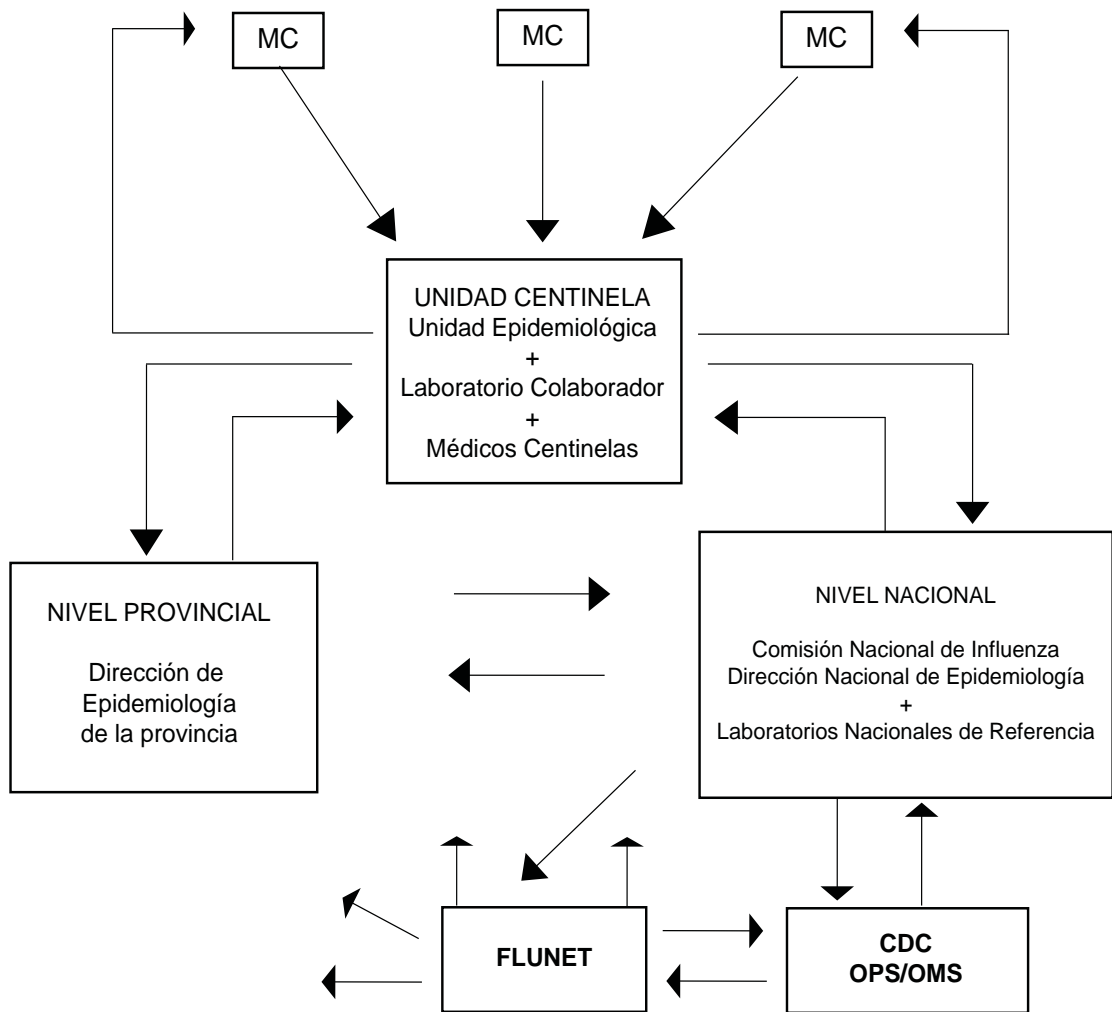 MC
MC
MC
UNIDAD CENTINELA
Unidad Epidemiológica
+
Laboratorio Colaborador
+
Médicos Centinelas
NIVEL PROVINCIAL
Dirección de
Epidemiología
de la provincia
NIVEL NACIONAL
Comisión Nacional de Influenza
Dirección Nacional de Epidemiología
+
Laboratorios Nacionales de Referencia
FLUNET
CDC
OPS/OMS